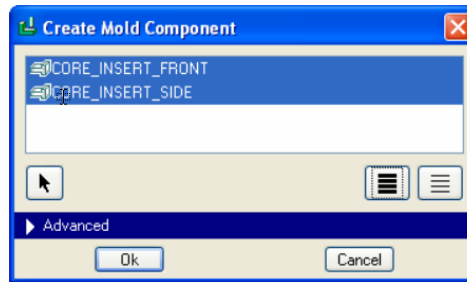 Create Mold Component
CORE_INSERT_FRONT
CORE_INSERT_SIDE
Advanced
Ok
Cancel